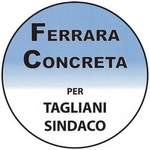 FERRARA
CONCRETA
PER
TAGLIANI
SINDACO